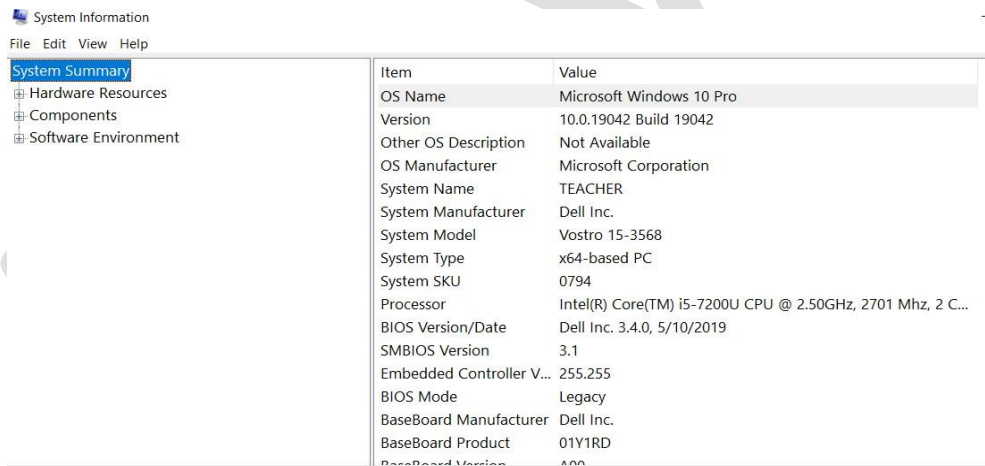 System Information
File Edit View Help
System Summary
Hardware Resources
Components
Software Environment
Item Value
OS Name Microsoft Windows 10 Pro
Version 10.0.19042 Build 19042
Other OS Description Not Available
OS Manufacturer Microsoft Corporation
System Name TEACHER
System Manufacturer Dell Inc.
System Model Vostro 15-3568
System Type x64-based PC
System SKU 0794
Processor Intel(R) Core(TM) i5-7200U CPU @ 2.50GHz, 2701 Mhz, 2 C...
BIOS Version/Date Dell Inc. 3.4.0, 5/10/2019
SMBIOS Version 3.1
Embedded Controller V... 255.255
BIOS Mode Legacy
BaseBoard Manufacturer Dell Inc.
BaseBoard Product 01Y1RD
BaseBoard Version A00